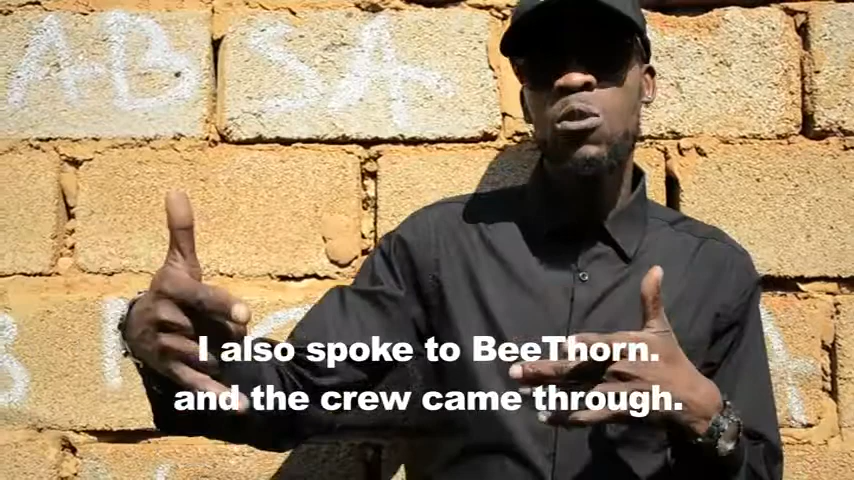 ABSA
I also spoke to BeeThorn.
and the crew came through.